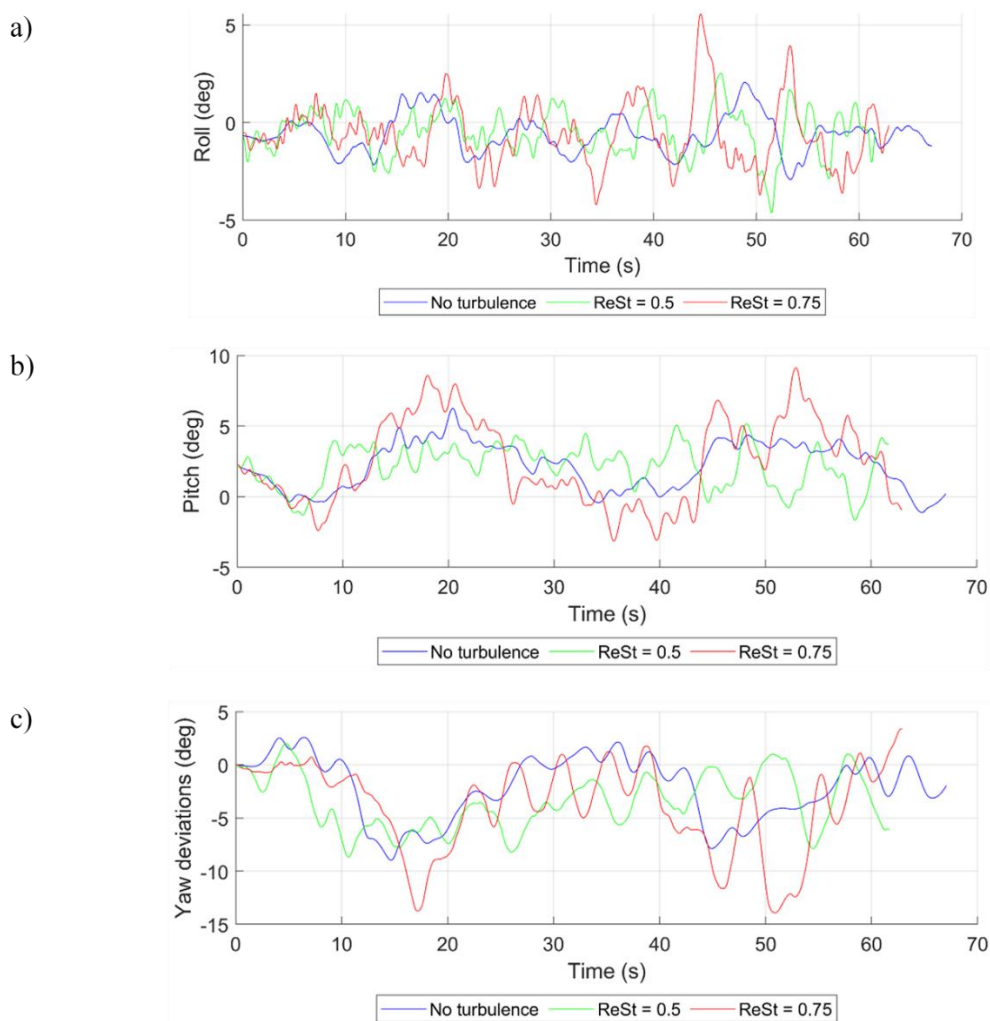 a)
Roll (deg)
5
0
-5
0 10 20 30 40 50 60 70
Time (s)
No turbulence ReSt = 0.5 ReSt = 0.75
b)
Pitch (deg)
10
5
0
-5
0 10 20 30 40 50 60 70
Time (s)
No turbulence ReSt = 0.5 ReSt = 0.75
c)
Yaw deviations (deg)
5
0
-5
-10
-15
0 10 20 30 40 50 60 70
Time (s)
No turbulence ReSt = 0.5 ReSt = 0.75